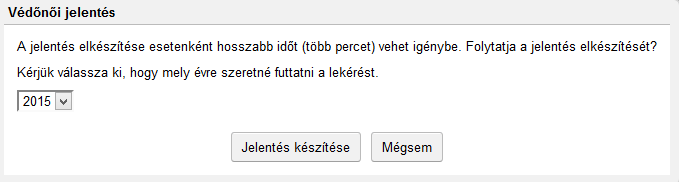 Védőnői jelentés
A jelentés elkészítése esetenként hosszabb időt (több percet) vehet igénybe. Folytatja a jelentés elkészítését?
Kérjük válassza ki, hogy mely évre szeretné futtatni a lekérést.
2015
Jelentés készítése Mégsem